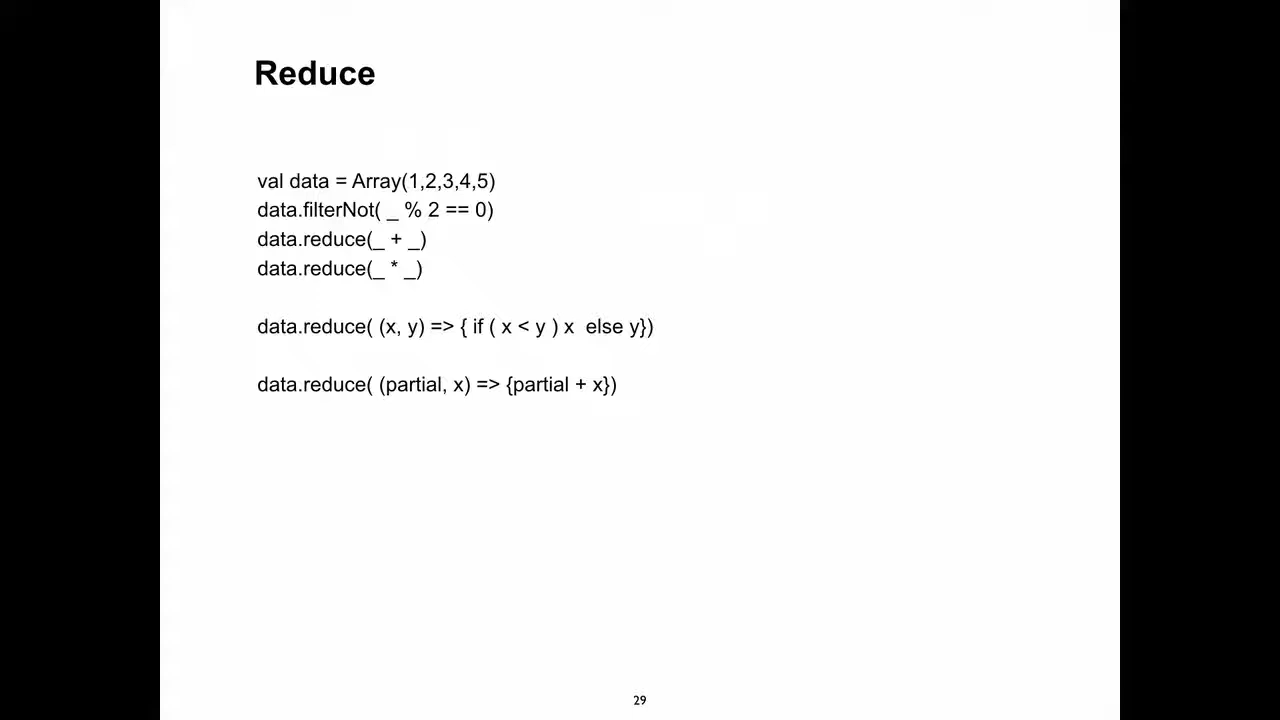 Reduce
val data = Array(1,2,3,4,5)
data.filterNot( _ % 2 == 0)
data.reduce(_ + _)
data.reduce(_ * _)
data.reduce( (x, y) => { if ( x < y ) x  else y})
data.reduce( (partial, x) => {partial + x})
29